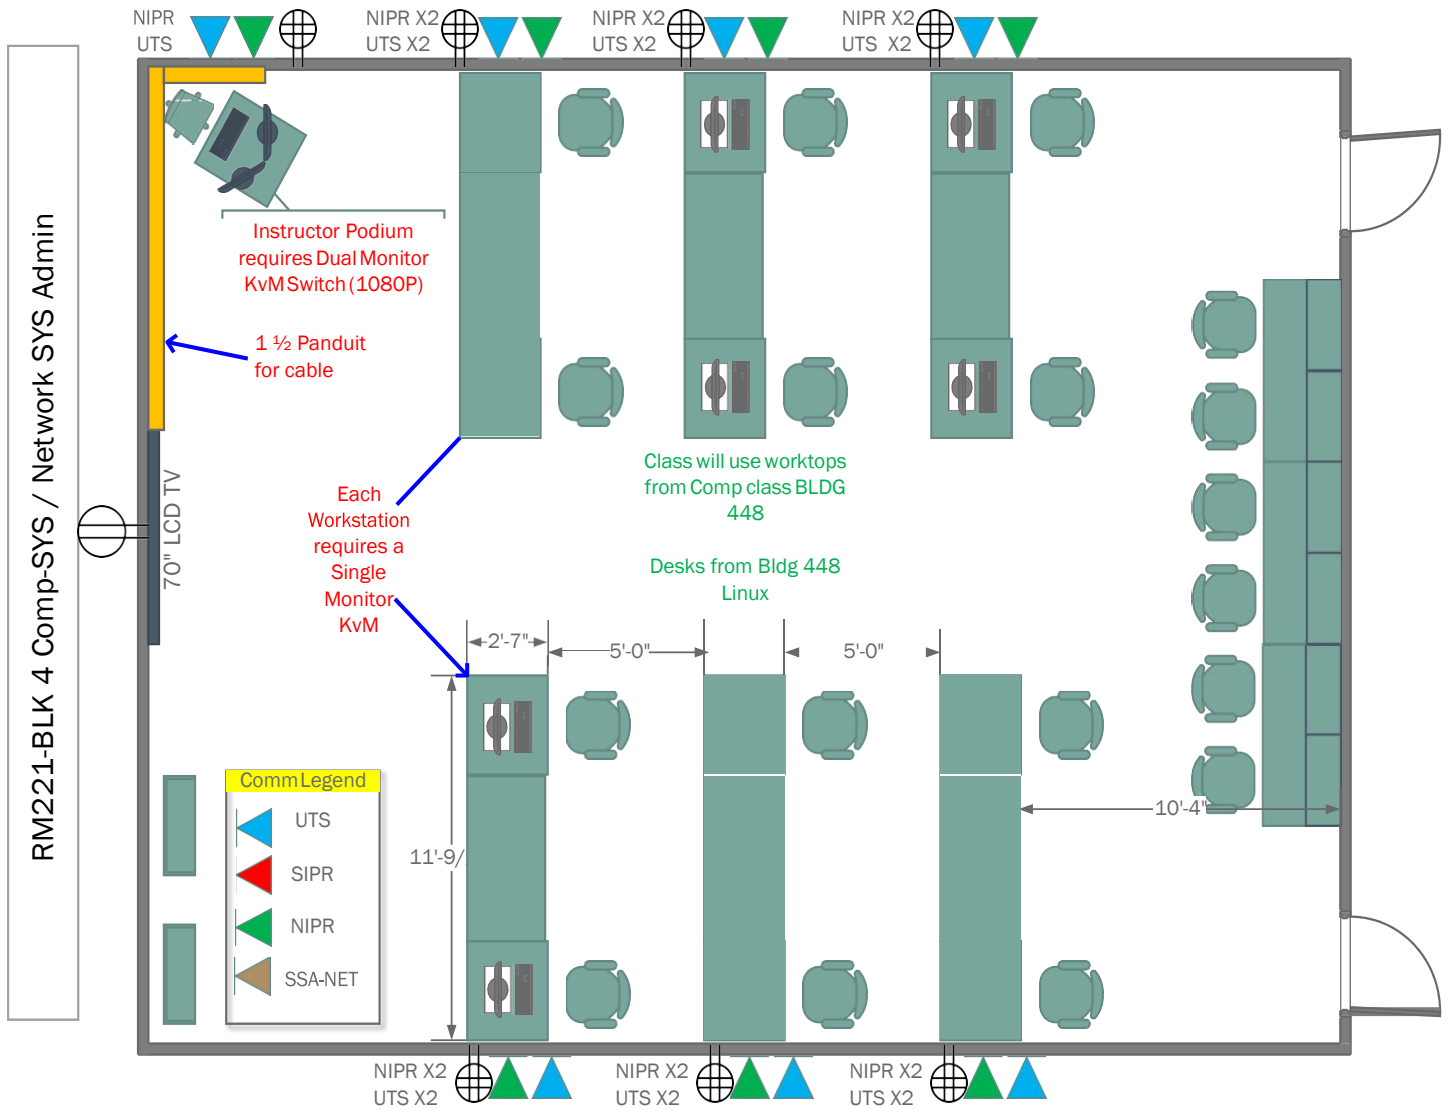 NIPR
UTS
NIPR X2
UTS X2
NIPR X2
UTS X2
NIPR X2
UTS X2
RM221-BLK 4 Comp-SYS / Network SYS Admin
Instructor Podium
requires Dual Monitor
KvM Switch (1080P)
1 ½ Panduit
for cable
70" LCD TV
Each
Workstation
requires a
Single
Monitor
KvM
Class will use worktops
from Comp class BLDG
448
Desks from Bldg 448
Linux
2'-7"
5'-0"
5'-0"
10'-4"
11'-9/
Comm Legend
UTS
SIPR
NIPR
SSA-NET
NIPR X2
UTS X2
NIPR X2
UTS X2
NIPR X2
UTS X2